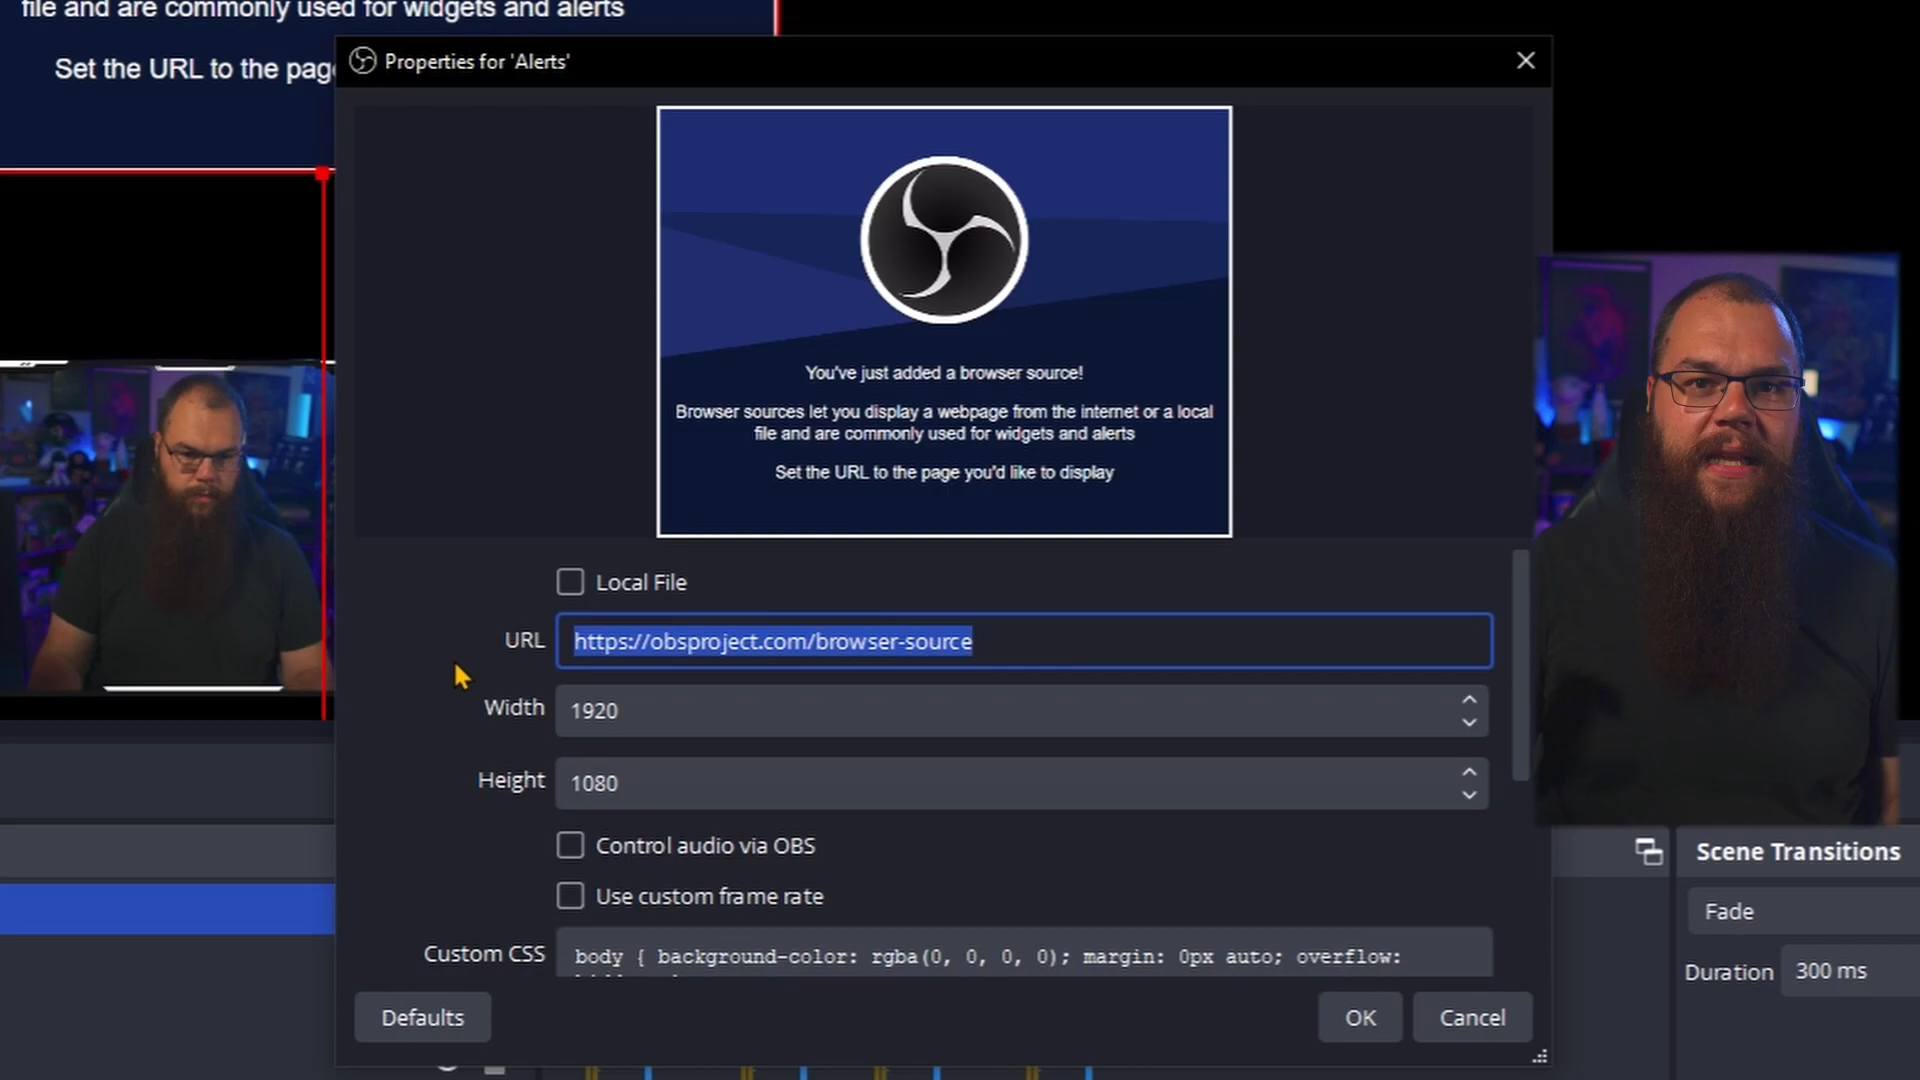 file and are commonly used for widgets and alerts
Set the URL to the page
Properties for 'Alerts'
You've just added a browser source!
Browser sources let you display a webpage from the internet or a local
file and are commonly used for widgets and alerts
Set the URL to the page you'd like to display
Local File
URL https://obsproject.com/browser-source
Width 1920
Height 1080
Control audio via OBS
Use custom frame rate
Custom CSS body { background-color: rgba(0, 0, 0, 0); margin: 0px auto; overflow:
Defaults
OK
Cancel
Scene Transitions
Fade
Duration 300 ms